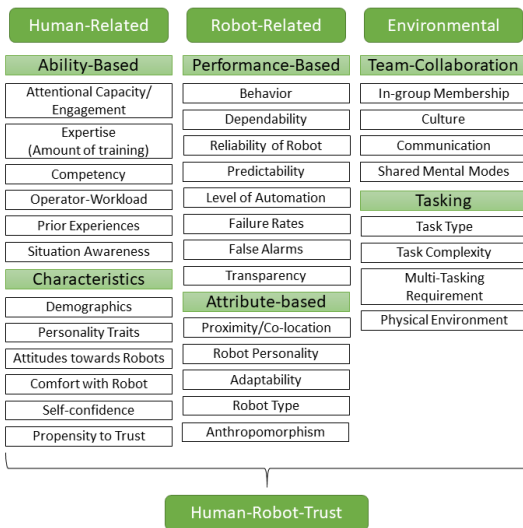 Human-Related
Robot-Related
Environmental
Ability-Based
Attentional Capacity/
Engagement
Expertise
(Amount of training)
Competency
Operator-Workload
Prior Experiences
Situation Awareness
Characteristics
Demographics
Personality Traits
Attitudes towards Robots
Comfort with Robot
Self-confidence
Propensity to Trust
Performance-Based
Behavior
Dependability
Reliability of Robot
Predictability
Level of Automation
Failure Rates
False Alarms
Transparency
Attribute-based
Proximity/Co-location
Robot Personality
Adaptability
Robot Type
Anthropomorphism
Team-Collaboration
In-group Membership
Culture
Communication
Shared Mental Modes
Tasking
Task Type
Task Complexity
Multi-Tasking
Requirement
Physical Environment
Human-Robot-Trust